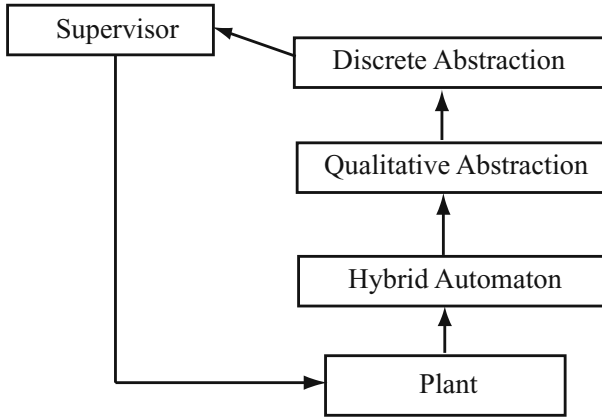 Supervisor
Discrete Abstraction
Qualitative Abstraction
Hybrid Automaton
Plant